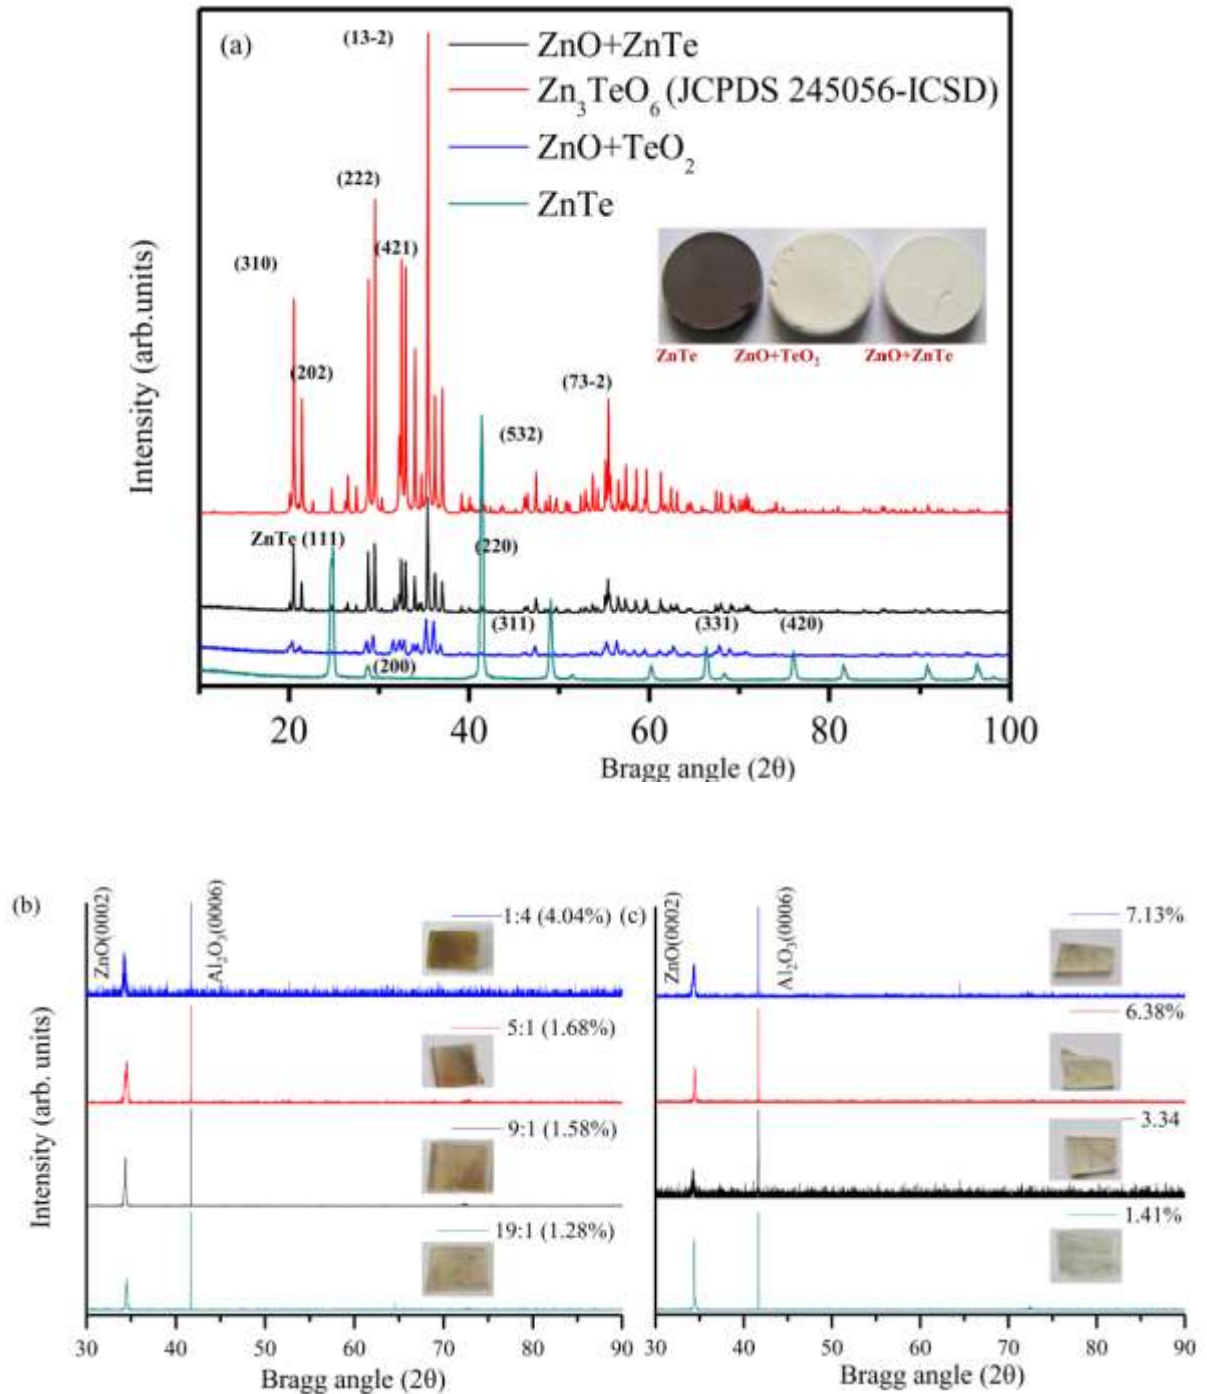 (a)
(13-2)
ZnO+ZnTe
Zn₃TeO₆ (JCPDS 245056-ICSD)
ZnO+TeO₂
ZnTe
(222)
(421)
(310)
(202)
ZnTe
ZnO+TeO₂
ZnO+ZnTe
(73-2)
(532)
ZnTe (111)
(220)
(311)
(331)
(420)
(200)
Intensity (arb.units)
20
40
60
80
100
Bragg angle (2θ)
(b)
ZnO(0002)
Al₂O₃(0006)
1:4 (4.04%)
5:1 (1.68%)
9:1 (1.58%)
19:1 (1.28%)
Intensity (arb. units)
30
40
50
60
70
80
90
Bragg angle (2θ)
(c)
ZnO(0002)
Al₂O₃(0006)
7.13%
6.38%
3.34
1.41%
30
40
50
60
70
80
90
Bragg angle (2θ)